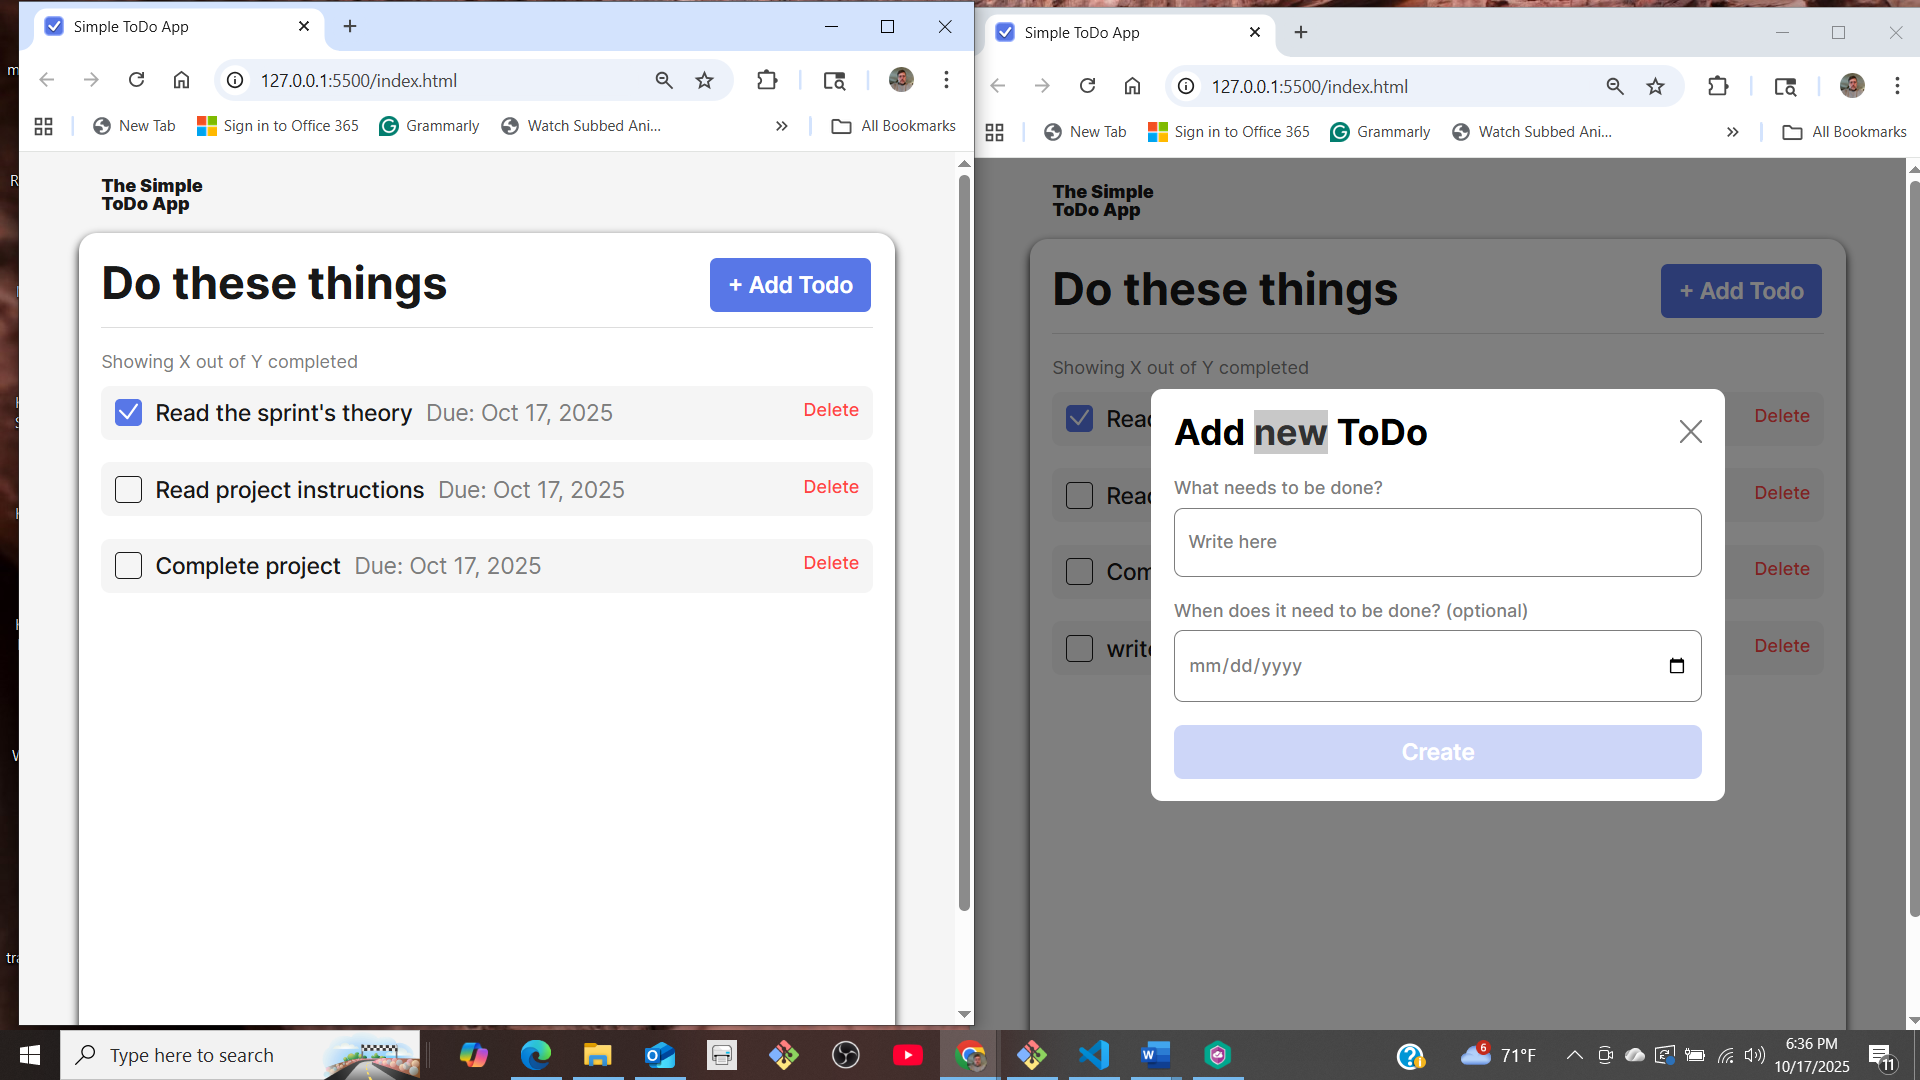 Simple ToDo App
127.0.0.1:5500/index.html
New Tab
Sign in to Office 365
Grammarly
Watch Subbed Ani...
All Bookmarks
The Simple
ToDo App
Do these things
+ Add Todo
Showing X out of Y completed
Read the sprint's theory Due: Oct 17, 2025 Delete
Read project instructions Due: Oct 17, 2025 Delete
Complete project Due: Oct 17, 2025 Delete
Simple ToDo App
127.0.0.1:5500/index.html
New Tab
Sign in to Office 365
Grammarly
Watch Subbed Ani...
All Bookmarks
The Simple
ToDo App
Do these things
+ Add Todo
Showing X out of Y completed
Delete
Delete
Delete
Delete
Add new ToDo
What needs to be done?
Write here
When does it need to be done? (optional)
mm/dd/yyyy
Create
Type here to search
6
71°F
6:36 PM
10/17/2025
11